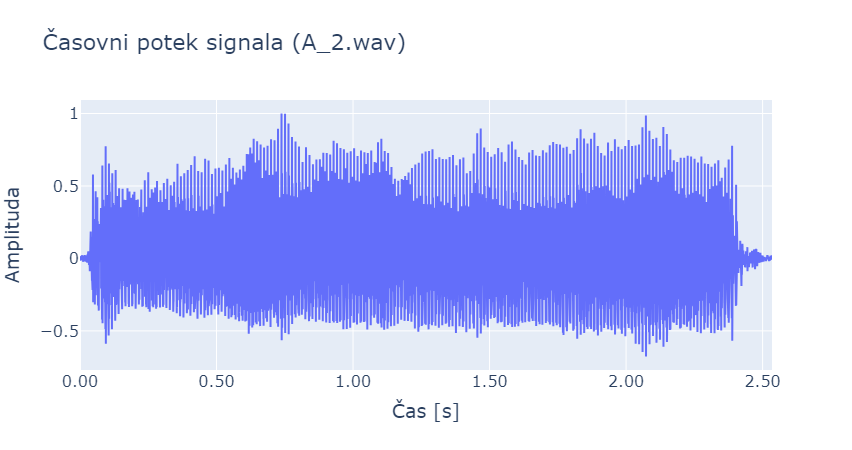 Časovni potek signala (A_2.wav)
Amplituda
1
0.5
0
−0.5
0.00 0.50 1.00 1.50 2.00 2.50
Čas [s]